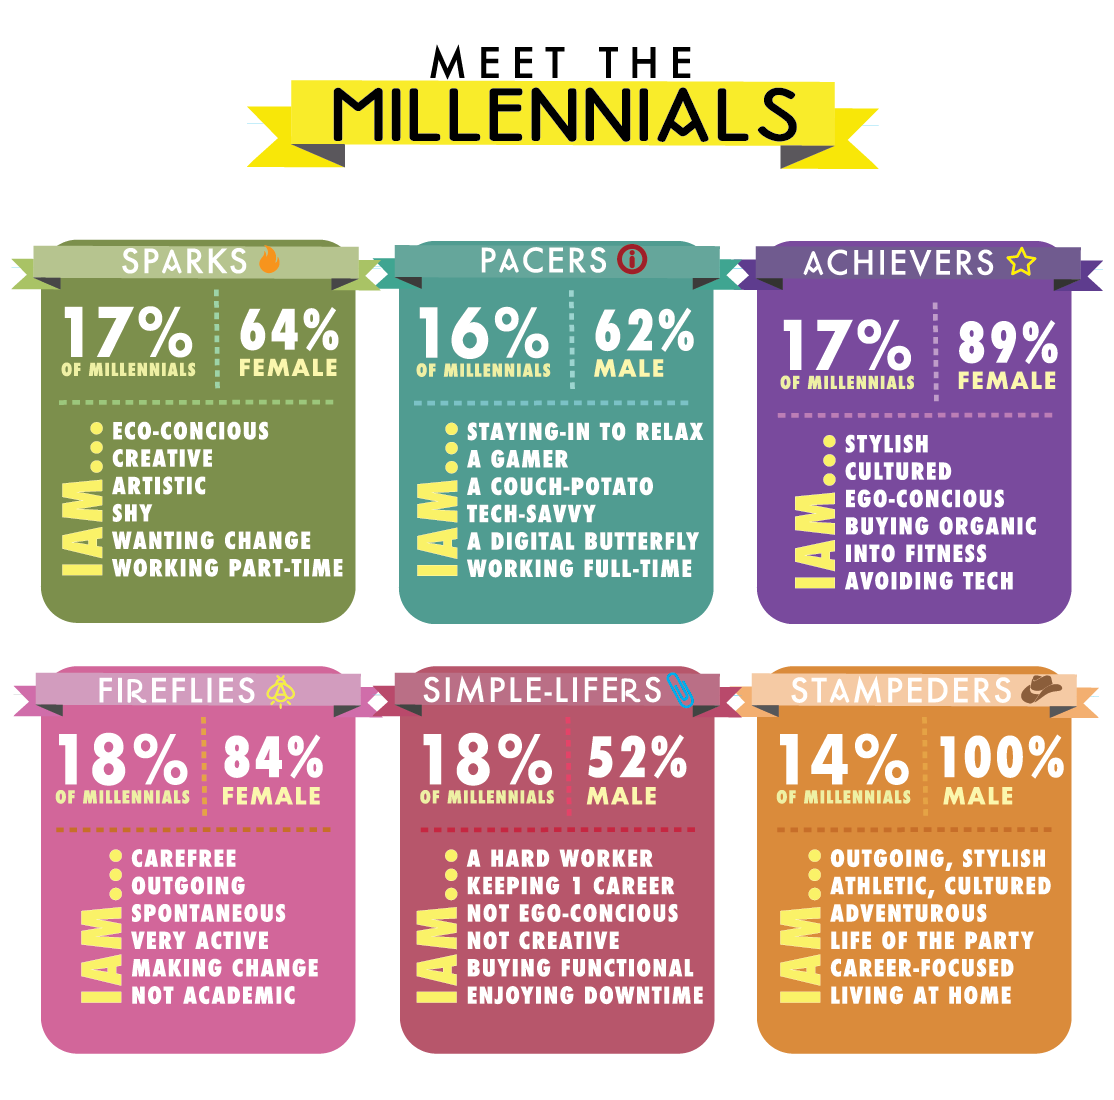 MEET THE
MILLENNIALS
SPARKS
17%
OF MILLENNIALS
64%
FEMALE
I AM...
ECO-CONCIOUS
CREATIVE
ARTISTIC
SHY
WANTING CHANGE
WORKING PART-TIME
PACERS
16%
OF MILLENNIALS
62%
MALE
I AM...
STAYING-IN TO RELAX
A GAMER
A COUCH-POTATO
TECH-SAVVY
A DIGITAL BUTTERFLY
WORKING FULL-TIME
ACHIEVERS
17%
OF MILLENNIALS
89%
FEMALE
I AM...
STYLISH
CULTURED
EGO-CONCIOUS
BUYING ORGANIC
INTO FITNESS
AVOIDING TECH
FIREFLIES
18%
OF MILLENNIALS
84%
FEMALE
I AM...
CAREFREE
OUTGOING
SPONTANEOUS
VERY ACTIVE
MAKING CHANGE
NOT ACADEMIC
SIMPLE-LIFERS
18%
OF MILLENNIALS
52%
MALE
I AM...
A HARD WORKER
KEEPING 1 CAREER
NOT EGO-CONCIOUS
NOT CREATIVE
BUYING FUNCTIONAL
ENJOYING DOWNTIME
STAMPEDERS
14%
OF MILLENNIALS
100%
MALE
I AM...
OUTGOING, STYLISH
ATHLETIC, CULTURED
ADVENTUROUS
LIFE OF THE PARTY
CAREER-FOCUSED
LIVING AT HOME